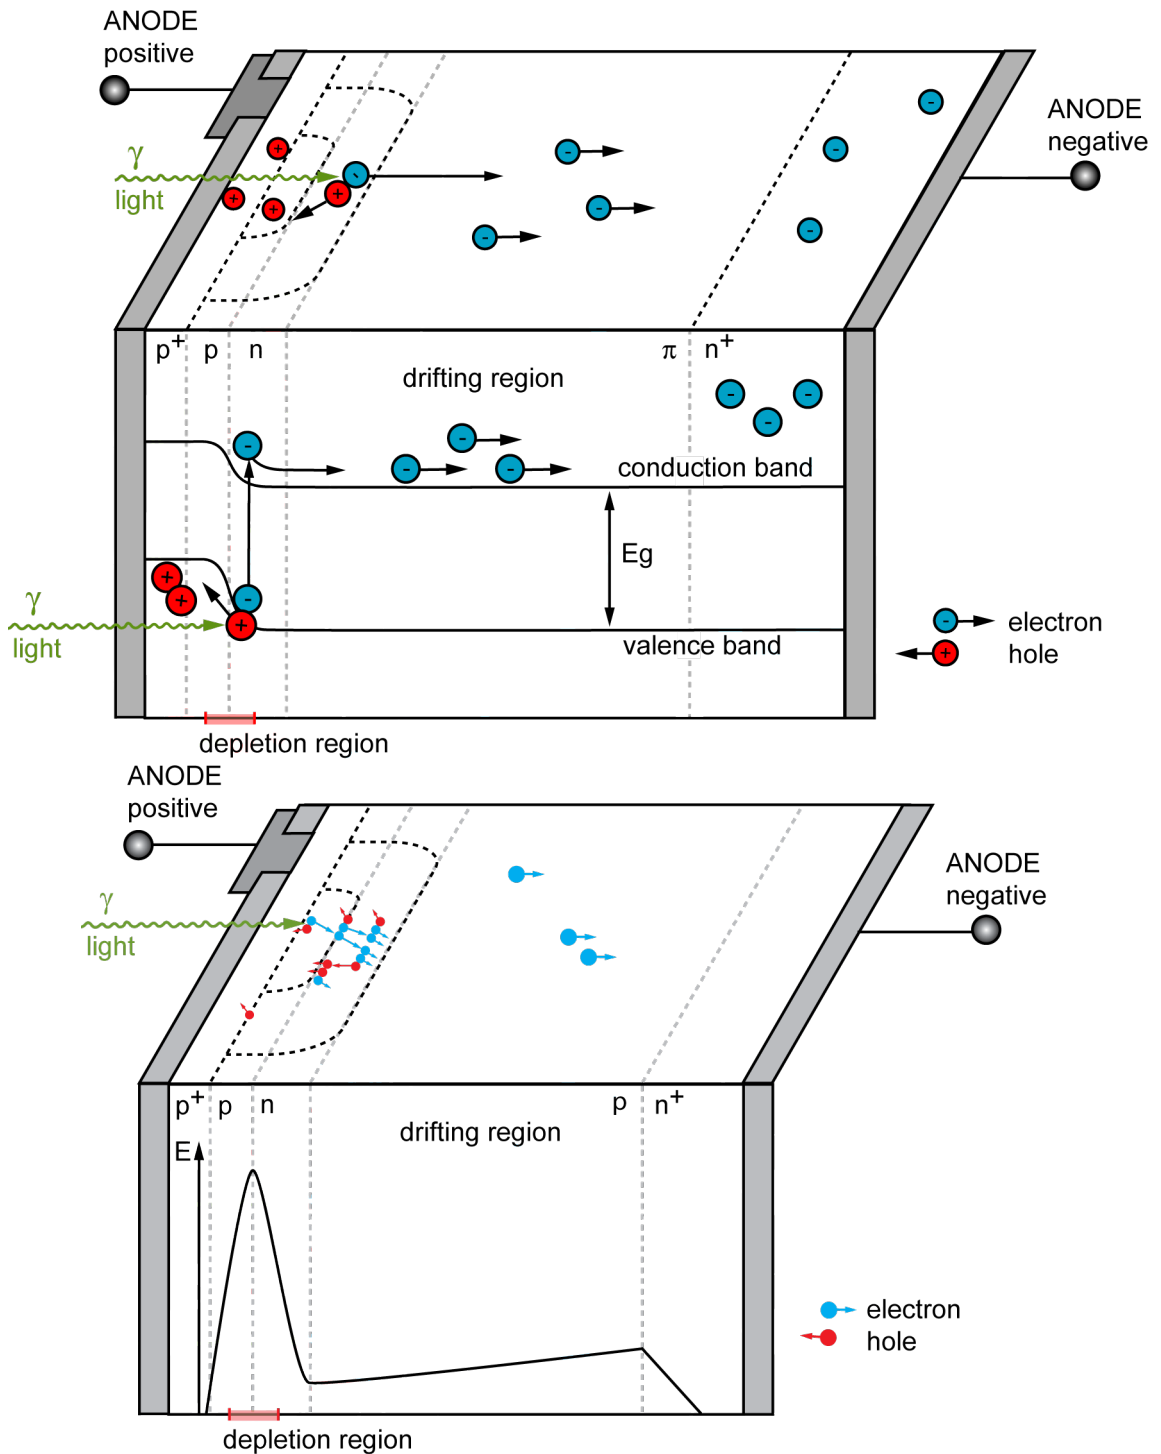 ANODE
positive
ANODE
negative
γ
light
p+ p n π n+
drifting region
- - -
conduction band
Eg
γ
light
valence band
electron
hole
depletion region
ANODE
positive
ANODE
negative
γ
light
p+ p n p n+
drifting region
E
electron
hole
depletion region